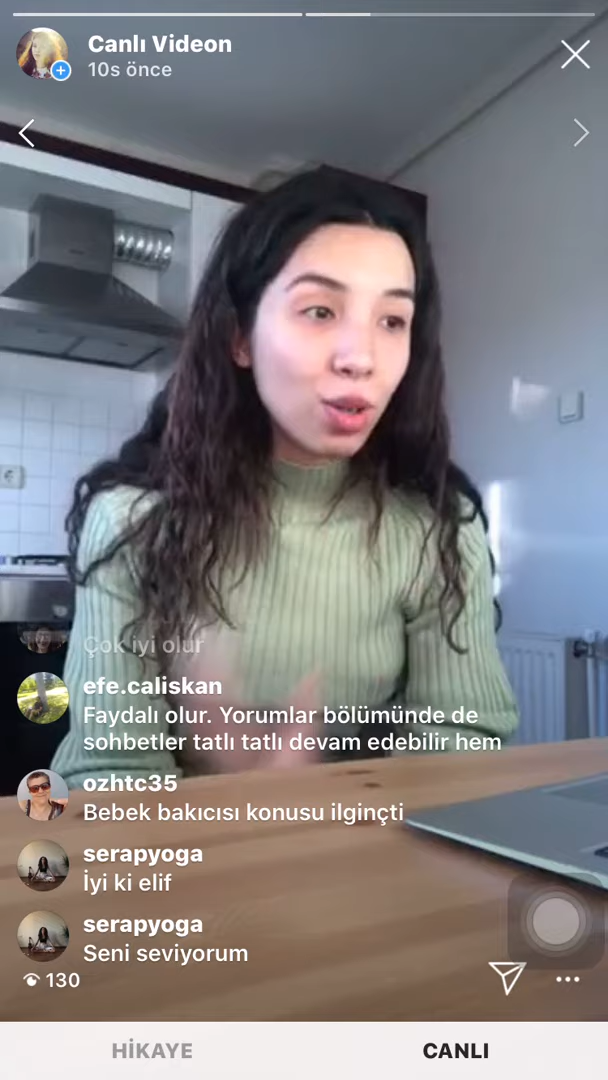 Canlı Videon
10s önce
Çok iyi olur
efe.caliskan
Faydalı olur. Yorumlar bölümünde de
sohbetler tatlı tatlı devam edebilir hem
ozhtc35
Bebek bakıcısı konusu ilginçti
serapyoga
İyi ki elif
serapyoga
Seni seviyorum
130
HİKAYE
CANLI